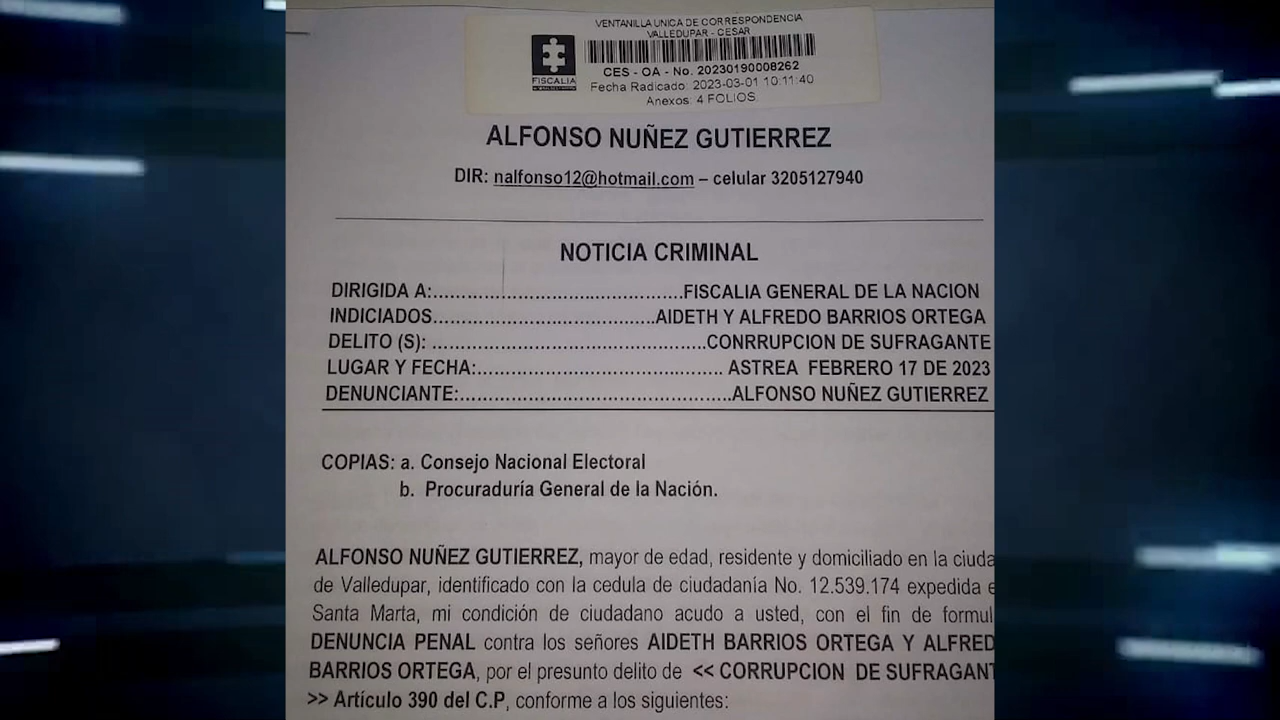 VENTANILLA UNICA DE CORRESPONDENCIA
VALLEDUPAR - CESAR
FISCALIA
CES - OA - No. 20230190008262
Fecha Radicado: 2023-03-01 10:11:40
Anexos: 4 FOLIOS.
ALFONSO NUÑEZ GUTIERREZ
DIR: nalfonso12@hotmail.com – celular 3205127940
NOTICIA CRIMINAL
DIRIGIDA A:..........................................FISCALIA GENERAL DE LA NACION
INDICIADOS.....................................AIDETH Y ALFREDO BARRIOS ORTEGA
DELITO (S): .............................................CONRRUPCION DE SUFRAGANTE
LUGAR Y FECHA:......................................... ASTREA FEBRERO 17 DE 2023
DENUNCIANTE:.............................................ALFONSO NUÑEZ GUTIERREZ
COPIAS: a. Consejo Nacional Electoral
b. Procuraduría General de la Nación.
ALFONSO NUÑEZ GUTIERREZ, mayor de edad, residente y domiciliado en la ciuda
de Valledupar, identificado con la cedula de ciudadanía No. 12.539.174 expedida e
Santa Marta, mi condición de ciudadano acudo a usted, con el fin de formul
DENUNCIA PENAL contra los señores AIDETH BARRIOS ORTEGA Y ALFRED
BARRIOS ORTEGA, por el presunto delito de << CORRUPCION DE SUFRAGANT
>> Artículo 390 del C.P, conforme a los siguientes: